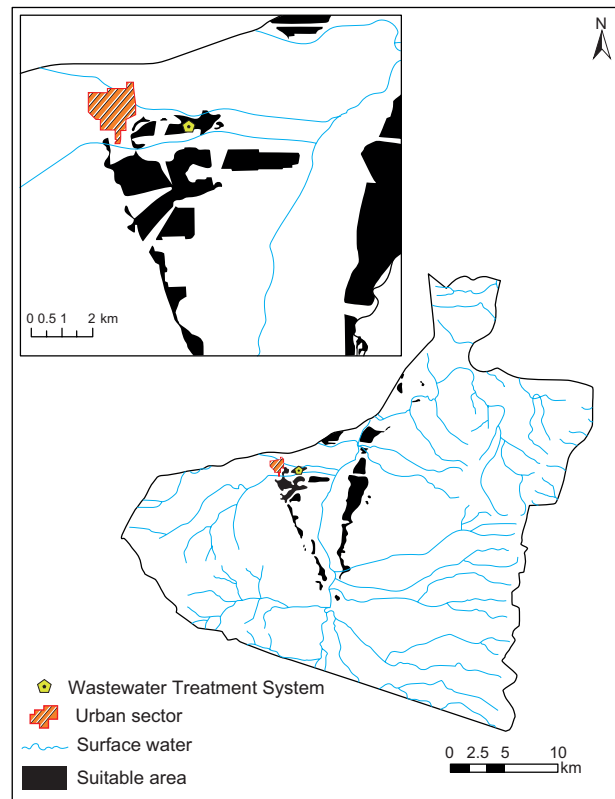 N
0 0.5 1 2 km
Wastewater Treatment System
Urban sector
Surface water
Suitable area
0 2.5 5 10
km